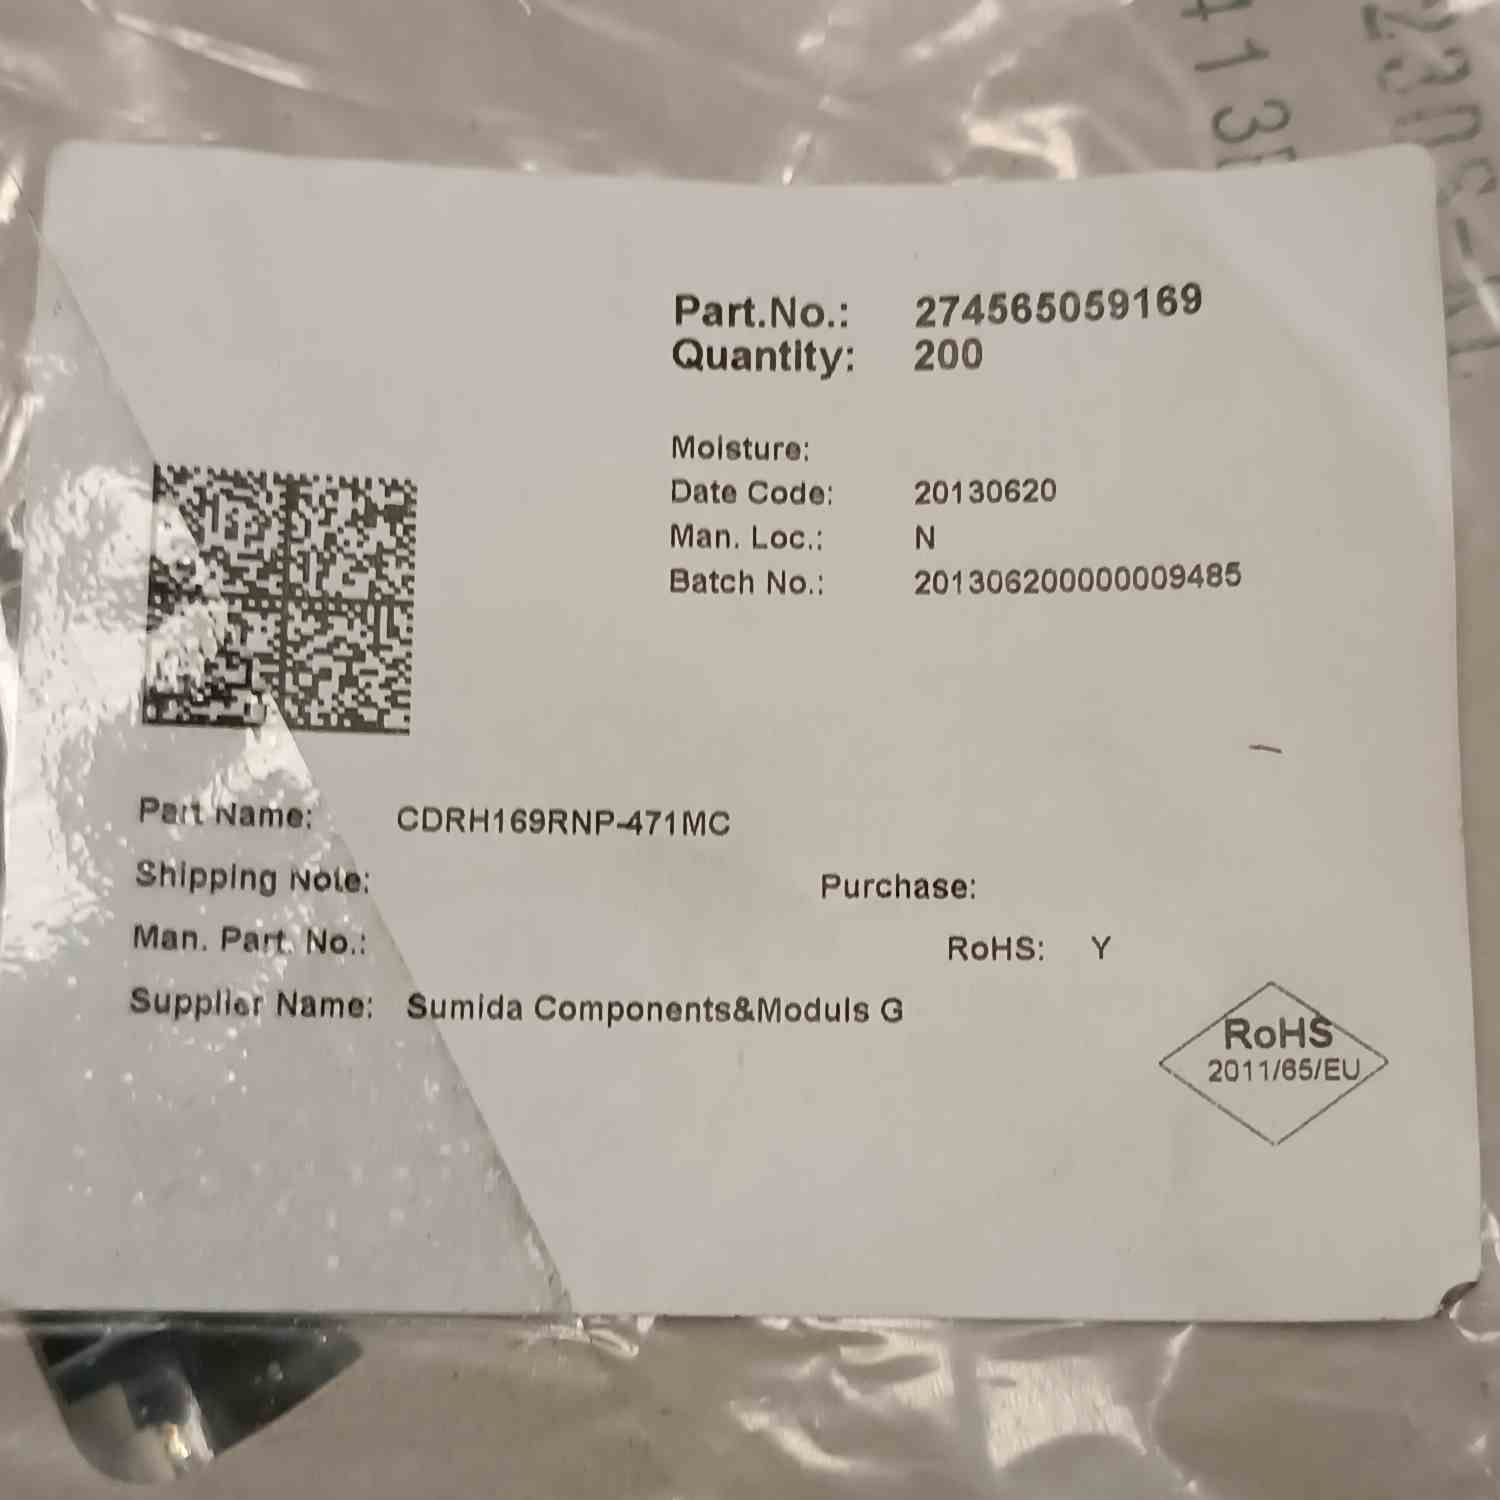 Part.No.: 274565059169
Quantity: 200
Moisture:
Date Code: 20130620
Man. Loc.: N
Batch No.: 201306200000009485
Part Name: CDRH169RNP-471MC
Shipping Note:
Purchase:
Man. Part. No.:
RoHS: Y
Supplier Name: Sumida Components&Moduls G
RoHS
2011/65/EU